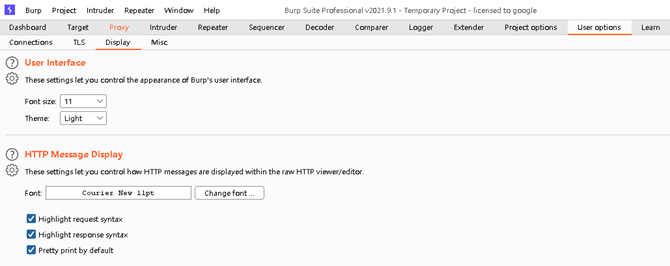 Burp Project Intruder Repeater Window Help Burp Suite Professional v2021.9.1 - Temporary Project - licensed to google
Dashboard Target Proxy Intruder Repeater Sequencer Decoder Comparer Logger Extender Project options User options Learn
Connections TLS Display Misc
? User Interface
These settings let you control the appearance of Burp's user interface.
Font size: 11
Theme: Light
? HTTP Message Display
These settings let you control how HTTP messages are displayed within the raw HTTP viewer/editor.
Font: Courier New 11pt Change font ...
Highlight request syntax
Highlight response syntax
Pretty print by default